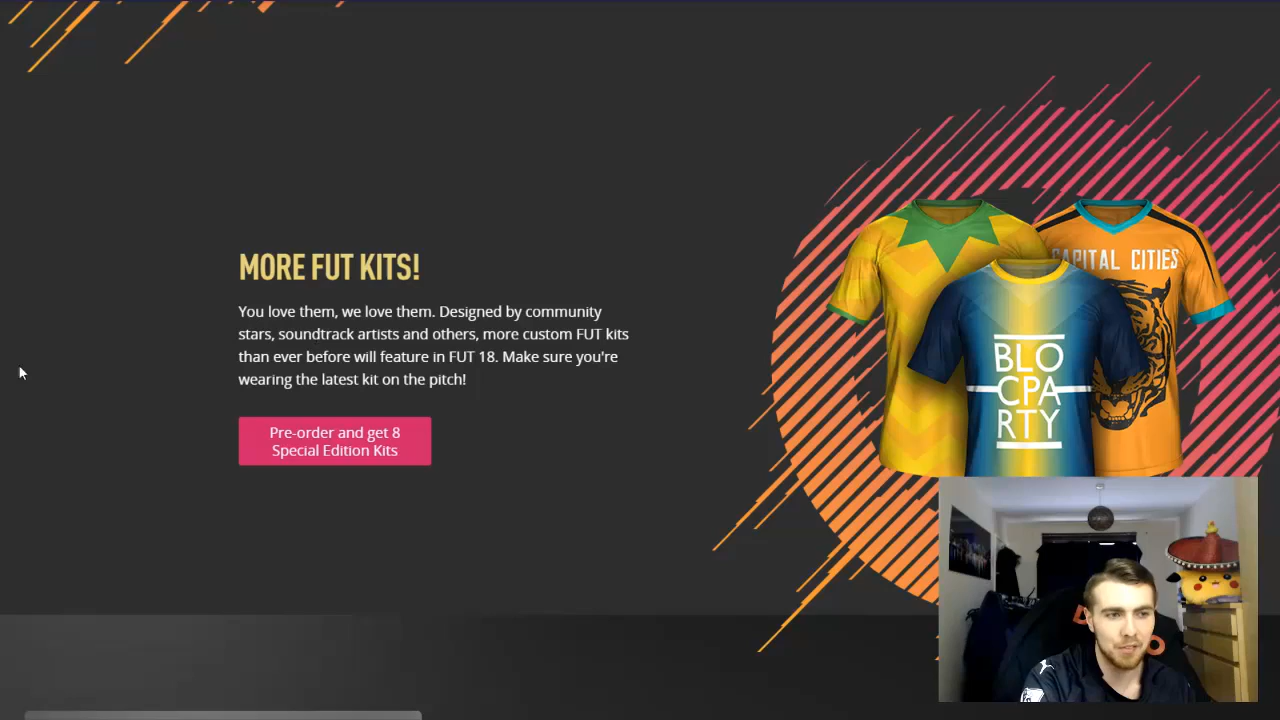 MORE FUT KITS!
You love them, we love them. Designed by community
stars, soundtrack artists and others, more custom FUT kits
than ever before will feature in FUT 18. Make sure you're
wearing the latest kit on the pitch!
Pre-order and get 8
Special Edition Kits
CAPITAL CITIES
BLO
CPA
RTY